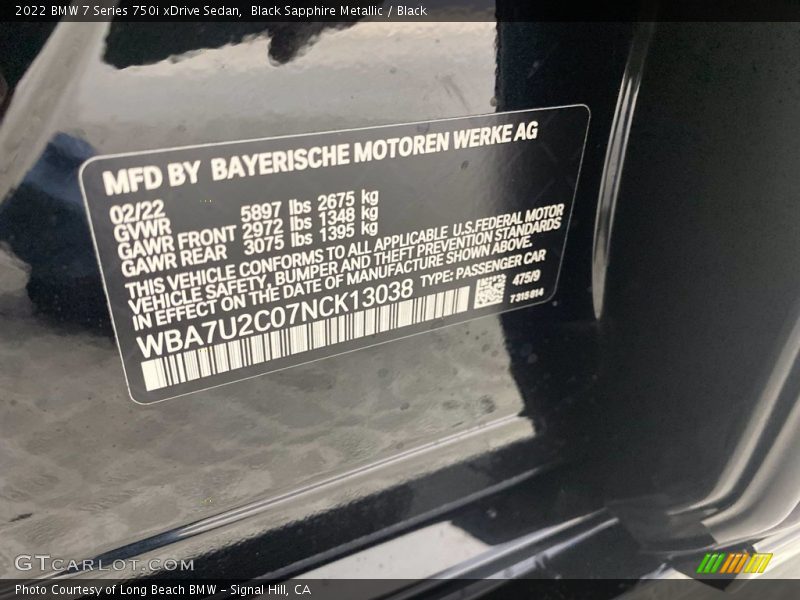 2022 BMW 7 Series 750i xDrive Sedan, Black Sapphire Metallic / Black
MFD BY BAYERISCHE MOTOREN WERKE AG
02/22
GVWR 5897 lbs 2675 kg
GAWR FRONT 2972 lbs 1348 kg
GAWR REAR 3075 lbs 1395 kg
THIS VEHICLE CONFORMS TO ALL APPLICABLE U.S.FEDERAL MOTOR
VEHICLE SAFETY, BUMPER AND THEFT PREVENTION STANDARDS
IN EFFECT ON THE DATE OF MANUFACTURE SHOWN ABOVE.
WBA7U2C07NCK13038 TYPE: PASSENGER CAR
475/9
7315814
GTCARLOT.COM
Photo Courtesy of Long Beach BMW - Signal Hill, CA